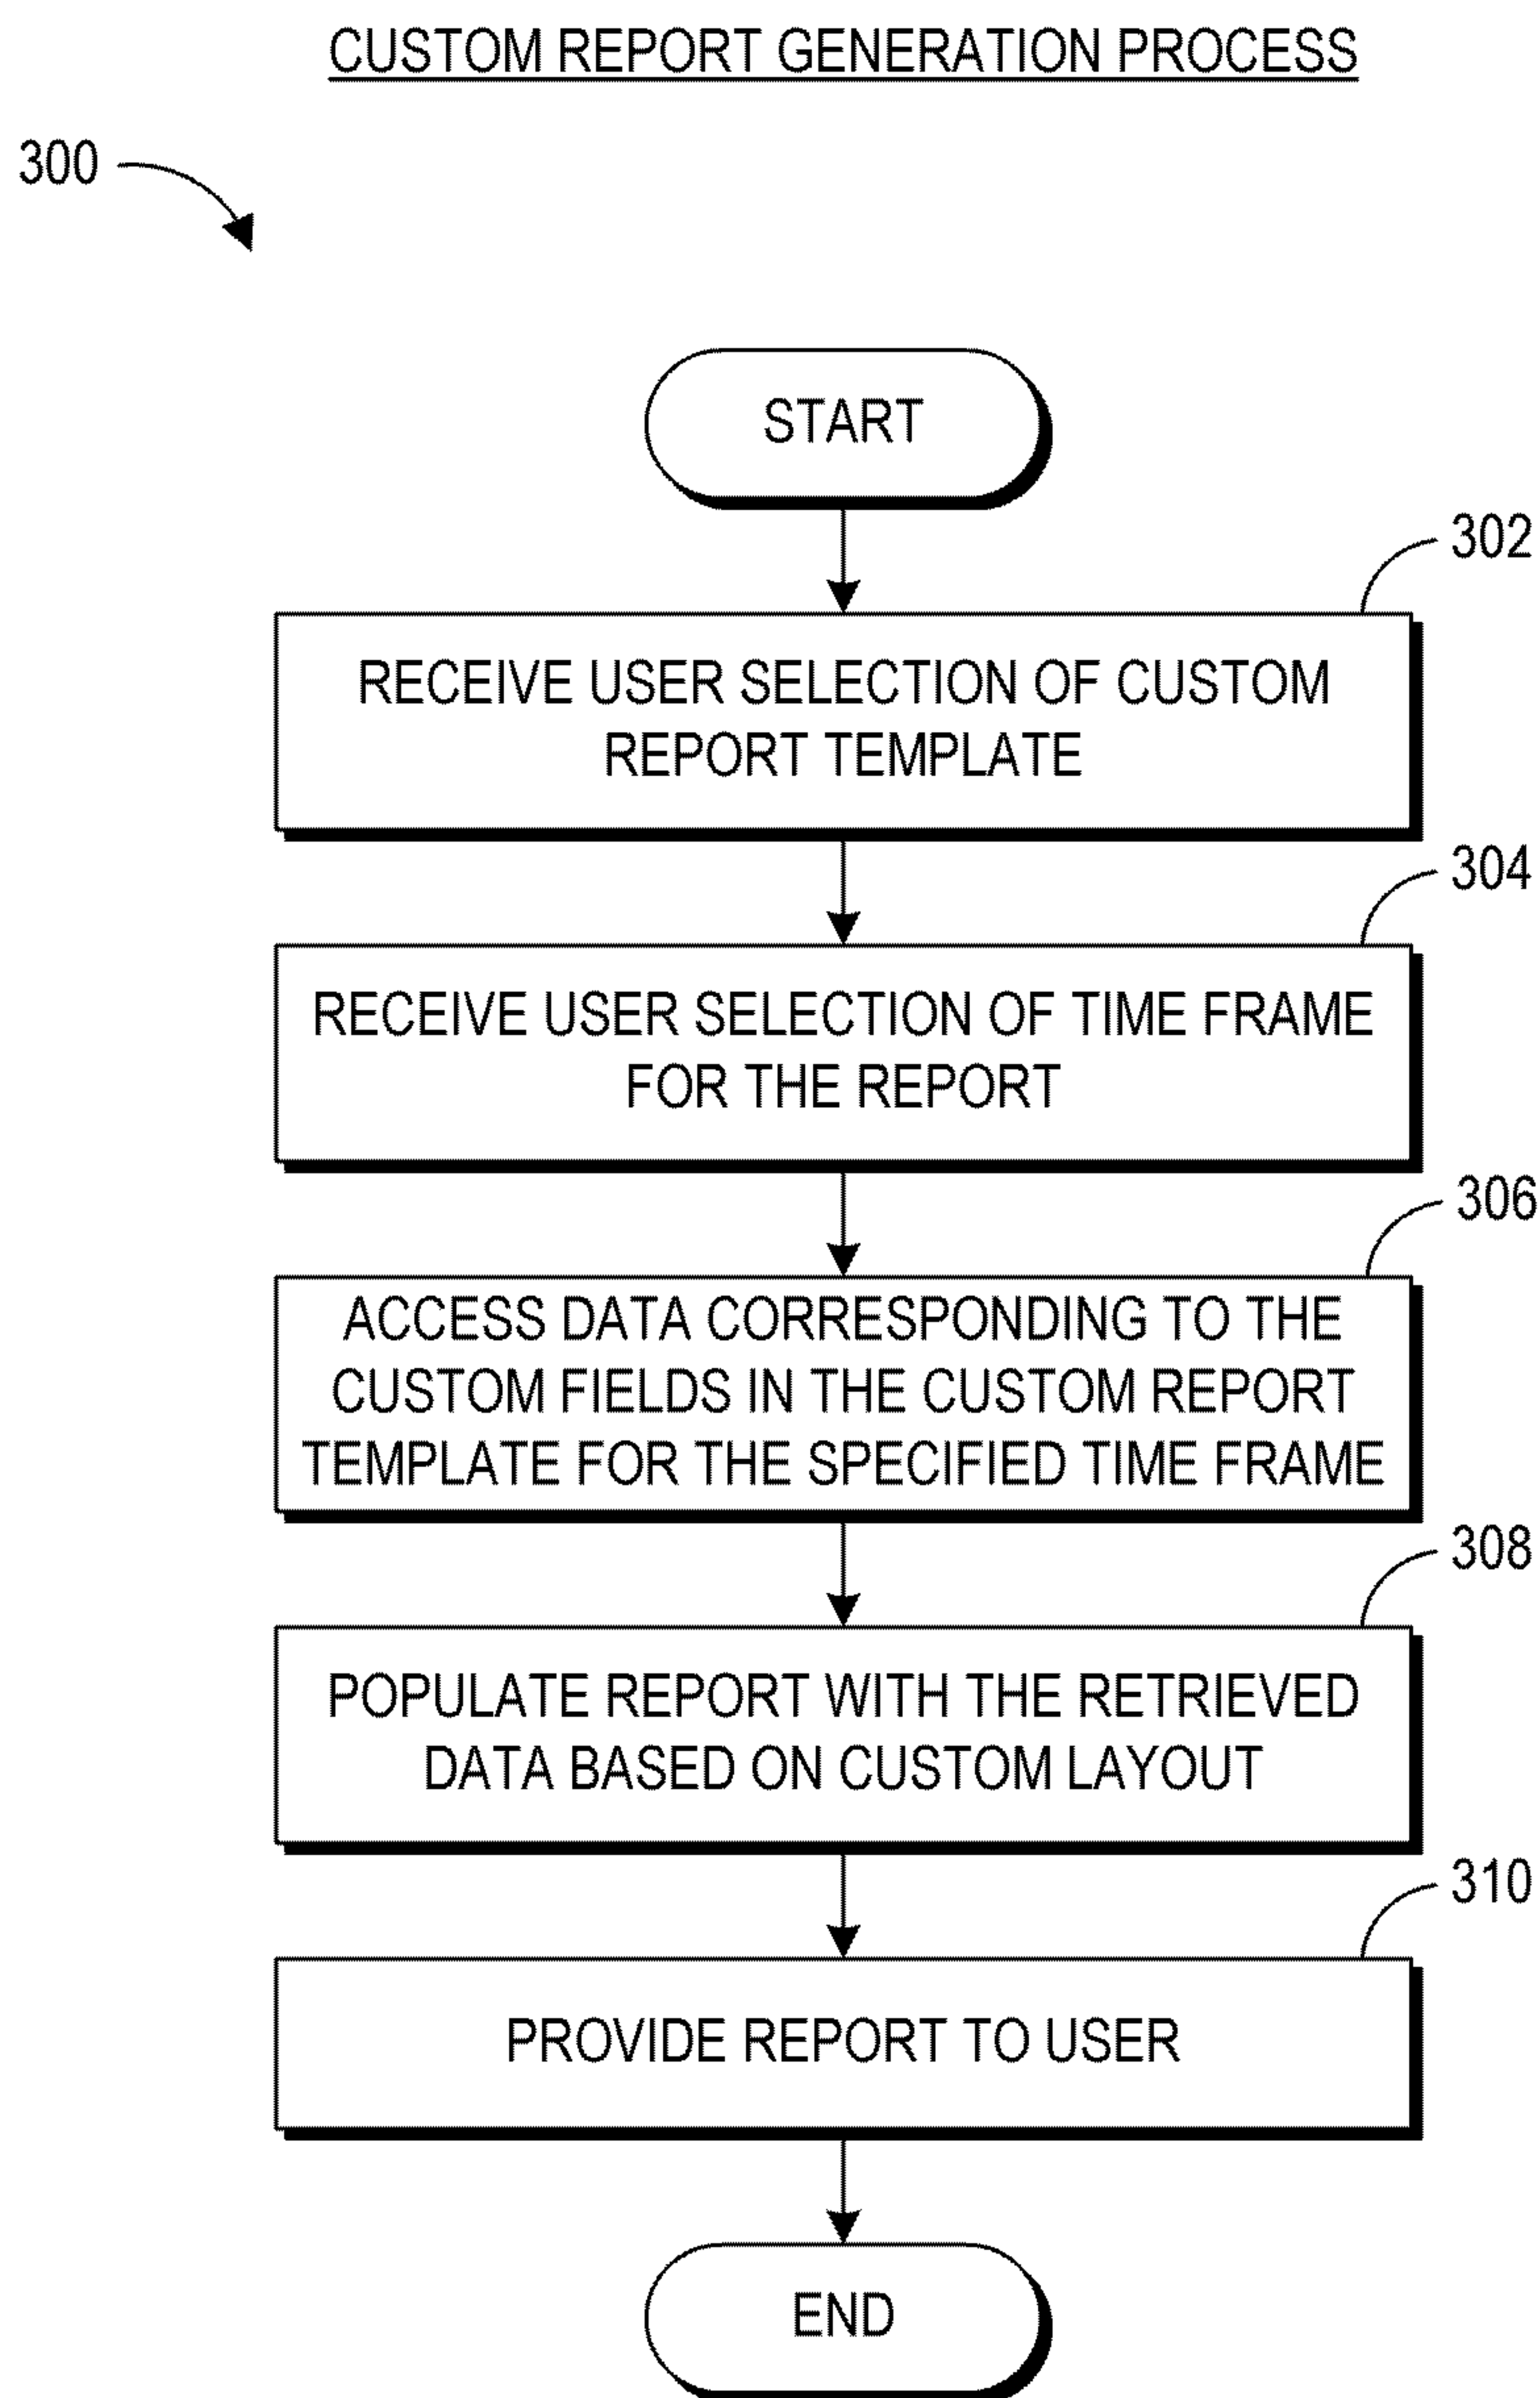 CUSTOM REPORT GENERATION PROCESS
300
START
302
RECEIVE USER SELECTION OF CUSTOM
REPORT TEMPLATE
304
RECEIVE USER SELECTION OF TIME FRAME
FOR THE REPORT
306
ACCESS DATA CORRESPONDING TO THE
CUSTOM FIELDS IN THE CUSTOM REPORT
TEMPLATE FOR THE SPECIFIED TIME FRAME
308
POPULATE REPORT WITH THE RETRIEVED
DATA BASED ON CUSTOM LAYOUT
310
PROVIDE REPORT TO USER
END